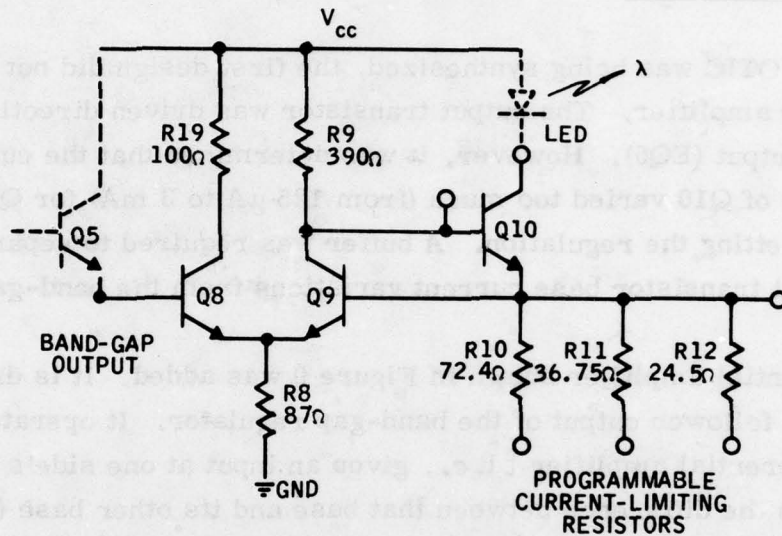 V_cc
λ
LED
R19
100Ω
R9
390Ω
Q5
Q10
Q8
Q9
BAND-GAP
OUTPUT
R8
87Ω
GND
R10
72.4Ω
R11
36.75Ω
R12
24.5Ω
PROGRAMMABLE
CURRENT-LIMITING
RESISTORS